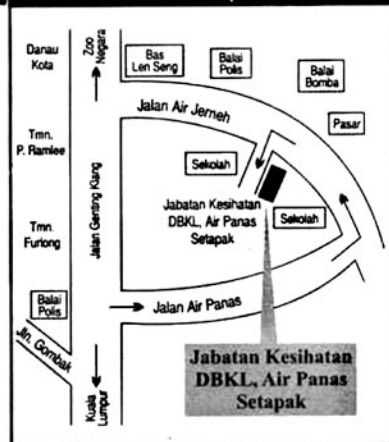 Danau
Kota
Zoo
Negara
Bas
Len Seng
Balai
Polis
Balai
Bomba
Pasar
Jalan Air Jerneh
Tmn.
P. Ramlee
Jalan Genting Klang
Sekolah
Jabatan Kesihatan
DBKL, Air Panas
Setapak
Sekolah
Tmn.
Furlong
Balai
Polis
Jalan Air Panas
Jln. Gombak
Kuala
Lumpur
Jabatan Kesihatan
DBKL, Air Panas
Setapak